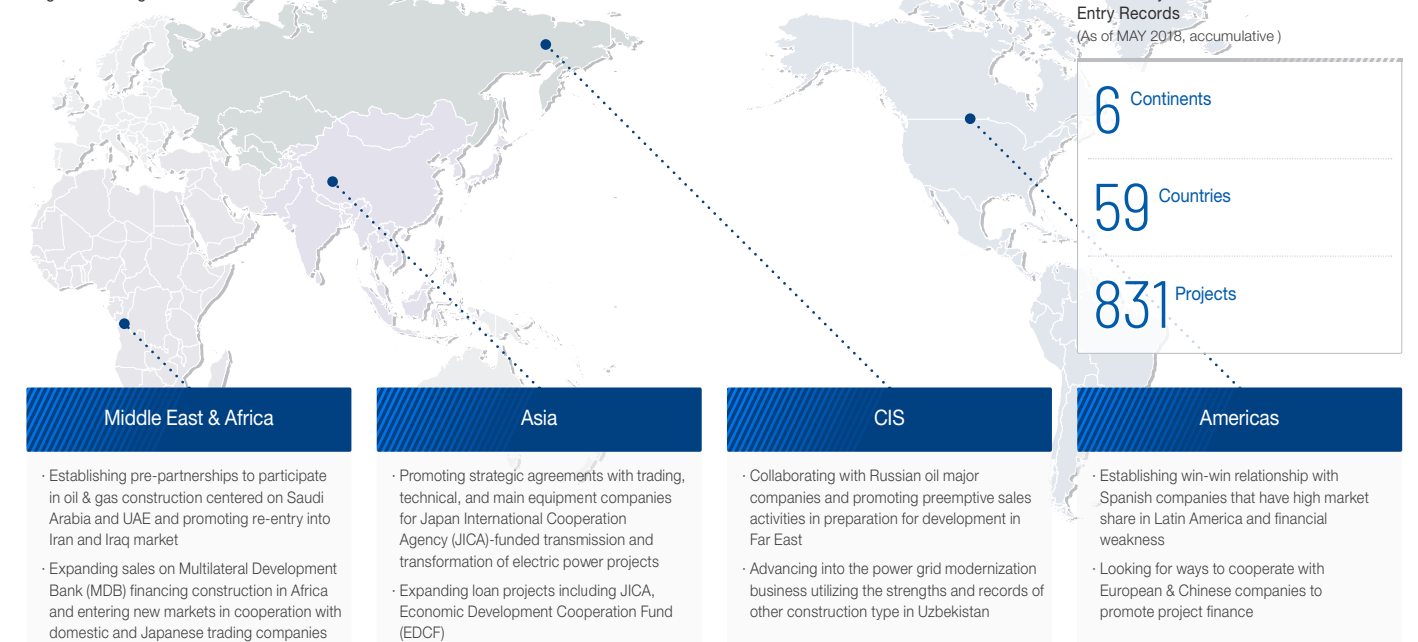 Entry Records
(As of MAY 2018, accumulative )
6 Continents
59 Countries
831 Projects
Middle East & Africa
· Establishing pre-partnerships to participate
in oil & gas construction centered on Saudi
Arabia and UAE and promoting re-entry into
Iran and Iraq market
· Expanding sales on Multilateral Development
Bank (MDB) financing construction in Africa
and entering new markets in cooperation with
domestic and Japanese trading companies
Asia
· Promoting strategic agreements with trading,
technical, and main equipment companies
for Japan International Cooperation
Agency (JICA)-funded transmission and
transformation of electric power projects
· Expanding loan projects including JICA,
Economic Development Cooperation Fund
(EDCF)
CIS
· Collaborating with Russian oil major
companies and promoting preemptive sales
activities in preparation for development in
Far East
· Advancing into the power grid modernization
business utilizing the strengths and records of
other construction type in Uzbekistan
Americas
· Establishing win-win relationship with
Spanish companies that have high market
share in Latin America and financial
weakness
· Looking for ways to cooperate with
European & Chinese companies to
promote project finance